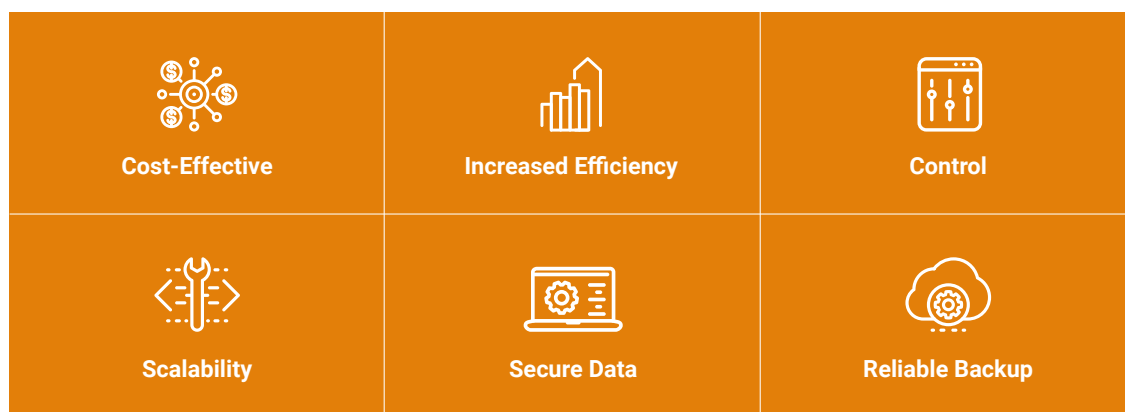 Cost-Effective
Increased Efficiency
Control
Scalability
Secure Data
Reliable Backup